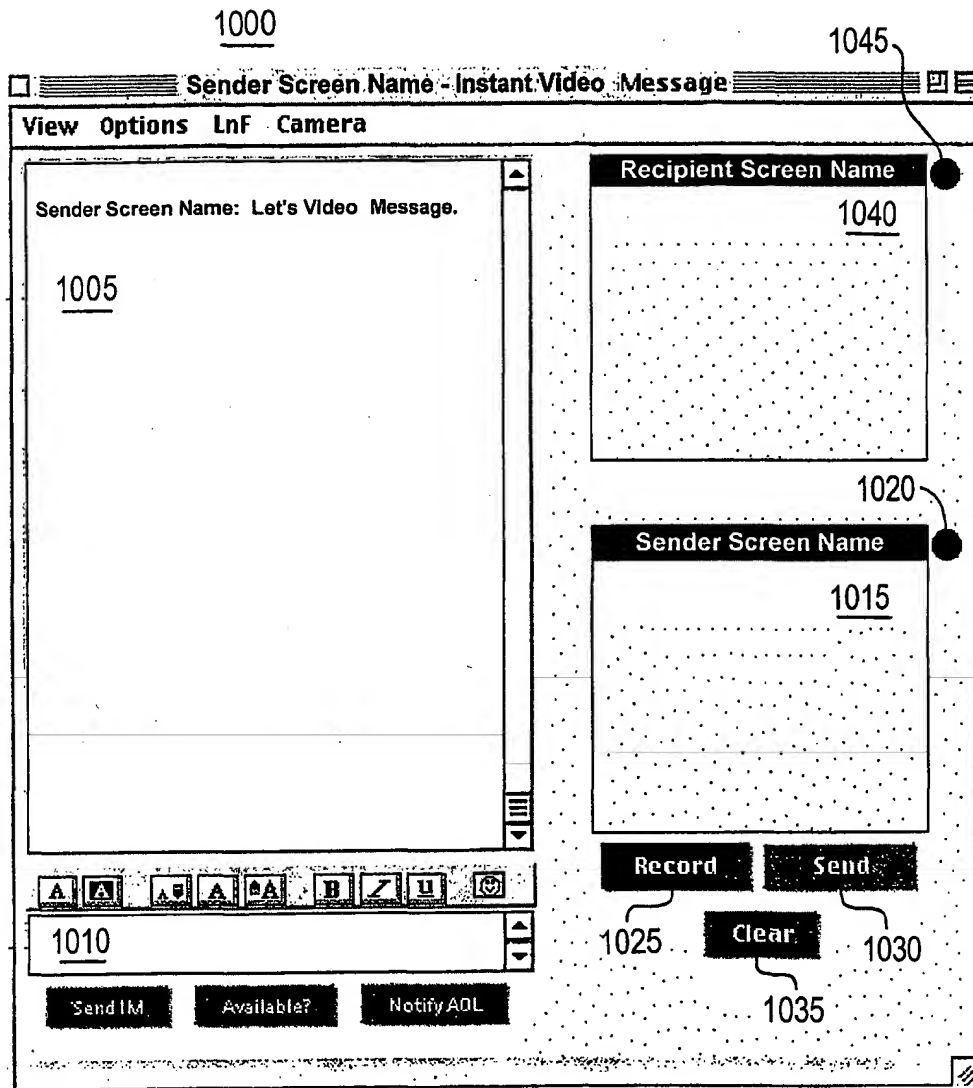 1000
1045
Sender Screen Name - Instant Video Message
View Options LnF Camera
Recipient Screen Name
1040
Sender Screen Name: Let's Video Message.
1005
1020
Sender Screen Name
1015
Record Send
A A A A A B I U
1025 1030
Clear
1010
1035
Send IM Available? Notify AOL